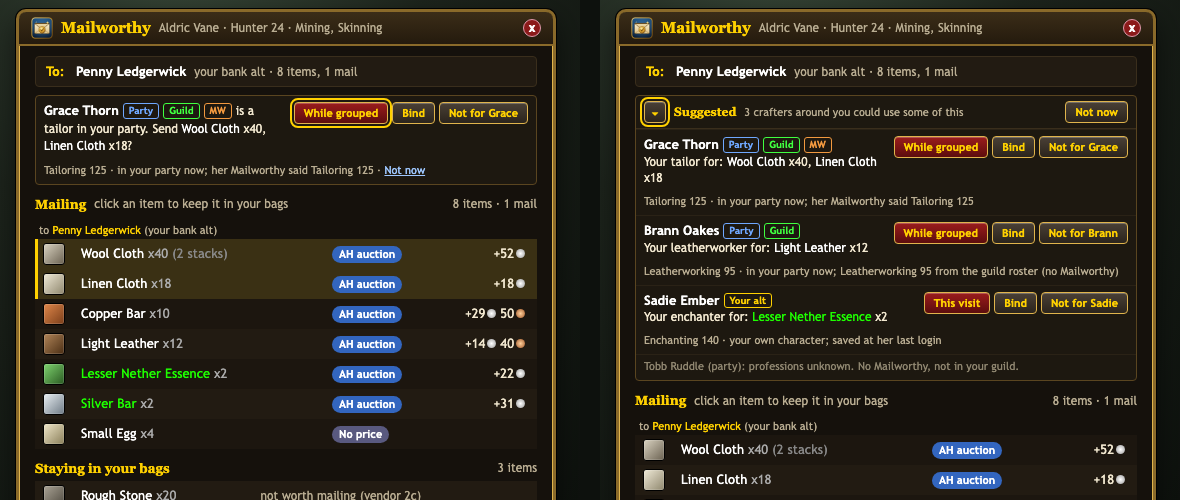 Mailworthy Aldric Vane · Hunter 24 · Mining, Skinning x
To: Penny Ledgerwick your bank alt · 8 items, 1 mail
Grace Thorn Party Guild MW is a
tailor in your party. Send Wool Cloth x40,
Linen Cloth x18?
While grouped Bind Not for Grace
Tailoring 125 · in your party now; her Mailworthy said Tailoring 125 · Not now
Mailing click an item to keep it in your bags 8 items · 1 mail
to Penny Ledgerwick (your bank alt)
Wool Cloth x40 (2 stacks) AH auction +52
Linen Cloth x18 AH auction +18
Copper Bar x10 AH auction +29 50
Light Leather x12 AH auction +14 40
Lesser Nether Essence x2 AH auction +22
Silver Bar x2 AH auction +31
Small Egg x4 No price
Staying in your bags 3 items
Rough Stone x20 not worth mailing (vendor 2c)
Mailworthy Aldric Vane · Hunter 24 · Mining, Skinning x
To: Penny Ledgerwick your bank alt · 8 items, 1 mail
Suggested 3 crafters around you could use some of this Not now
Grace Thorn Party Guild MW While grouped Bind Not for Grace
Your tailor for: Wool Cloth x40, Linen Cloth
x18
Tailoring 125 · in your party now; her Mailworthy said Tailoring 125
Brann Oakes Party Guild While grouped Bind Not for Brann
Your leatherworker for: Light Leather x12
Leatherworking 95 · in your party now; Leatherworking 95 from the guild roster (no Mailworthy)
Sadie Ember Your alt This visit Bind Not for Sadie
Your enchanter for: Lesser Nether Essence x2
Enchanting 140 · your own character; saved at her last login
Tobb Ruddle (party): professions unknown. No Mailworthy, not in your guild.
Mailing click an item to keep it in your bags 8 items · 1 mail
to Penny Ledgerwick (your bank alt)
Wool Cloth x40 (2 stacks) AH auction +52
Linen Cloth x18 AH auction +18